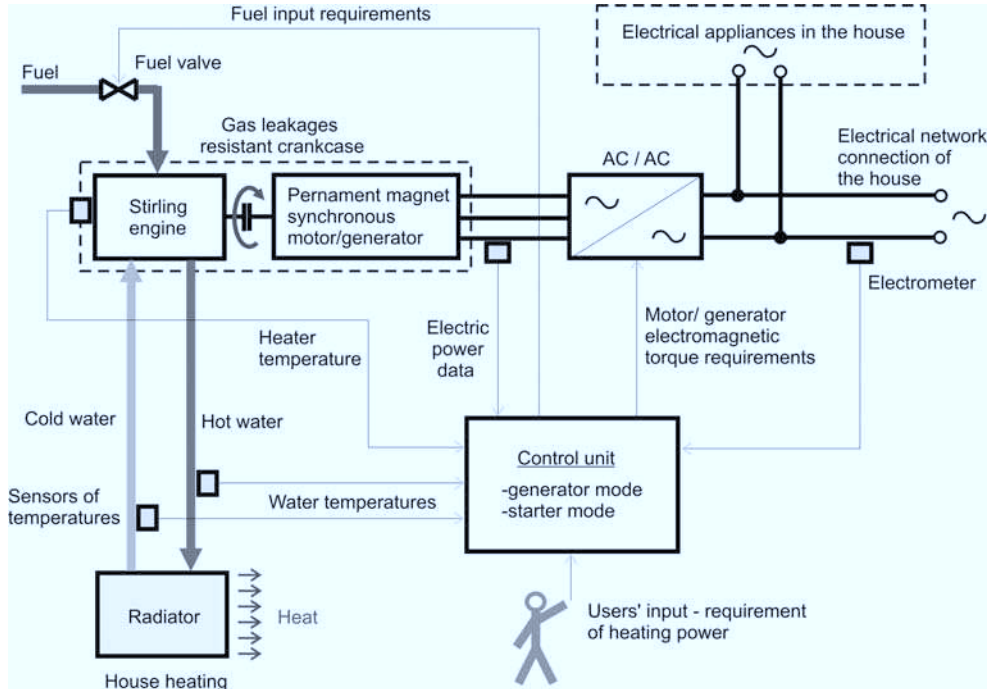 Fuel input requirements
Fuel
Fuel valve
Electrical appliances in the house
Gas leakages
resistant crankcase
AC / AC
Electrical network
connection of
the house
Stirling
engine
Pernament magnet
synchronous
motor/generator
Electrometer
Heater
temperature
Electric
power
data
Motor/ generator
electromagnetic
torque requirements
Cold water
Hot water
Control unit
-generator mode
-starter mode
Sensors of
temperatures
Water temperatures
Radiator
Heat
Users' input - requirement
of heating power
House heating